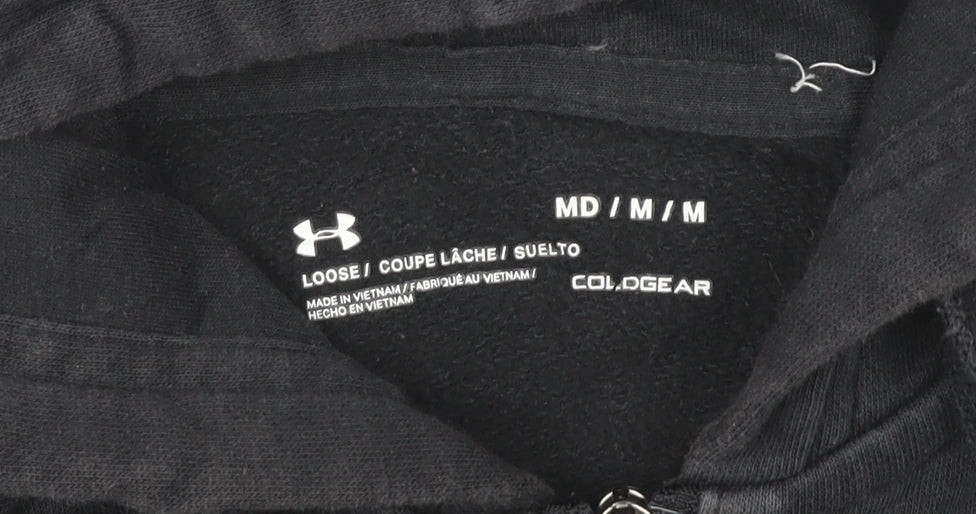 MD / M / M
LOOSE / COUPE LÂCHE / SUELTO
MADE IN VIETNAM / FABRIQUÉ AU VIETNAM /
HECHO EN VIETNAM
COLDGEAR